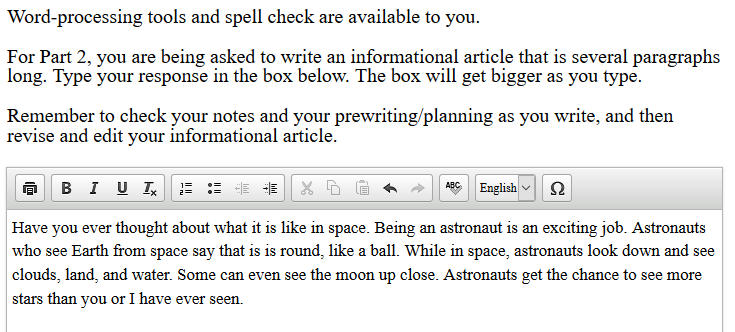 Word-processing tools and spell check are available to you.
For Part 2, you are being asked to write an informational article that is several paragraphs
long. Type your response in the box below. The box will get bigger as you type.
Remember to check your notes and your prewriting/planning as you write, and then
revise and edit your informational article.
B I U Tx ABC English Ω
Have you ever thought about what it is like in space. Being an astronaut is an exciting job. Astronauts
who see Earth from space say that is is round, like a ball. While in space, astronauts look down and see
clouds, land, and water. Some can even see the moon up close. Astronauts get the chance to see more
stars than you or I have ever seen.